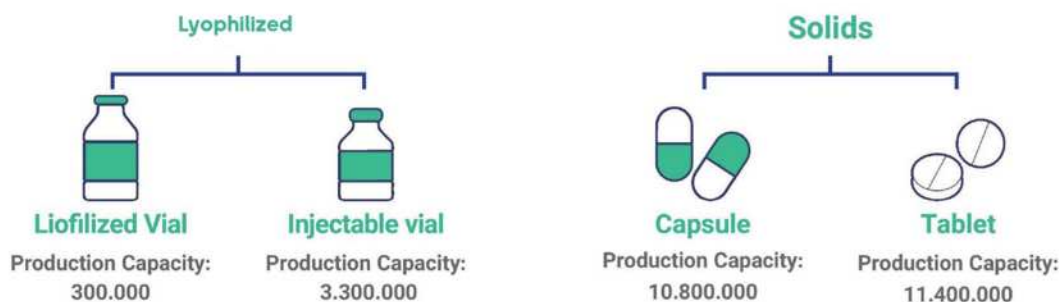 Lyophilized
Solids
Liofilized Vial
Production Capacity:
300.000
Injectable vial
Production Capacity:
3.300.000
Capsule
Production Capacity:
10.800.000
Tablet
Production Capacity:
11.400.000